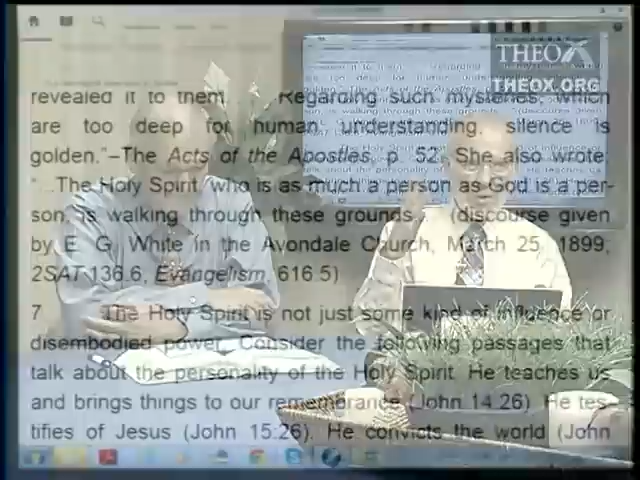 THEOX
THEOX.ORG
revealed it to them. "Regarding such mysteries, which
are too deep for human understanding, silence is
golden."–The Acts of the Apostles, p. 52. She also wrote:
"...The Holy Spirit, who is as much a person as God is a per-
son, is walking through these grounds... (discourse given
by E. G. White in the Avondale Church, March 25, 1899;
2SAT 136.6, Evangelism, 616.5)
7 The Holy Spirit is not just some kind of influence or
disembodied power. Consider the following passages that
talk about the personality of the Holy Spirit. He teaches us
and brings things to our remembrance (John 14:26). He tes-
tifies of Jesus (John 15:26). He convicts the world (John